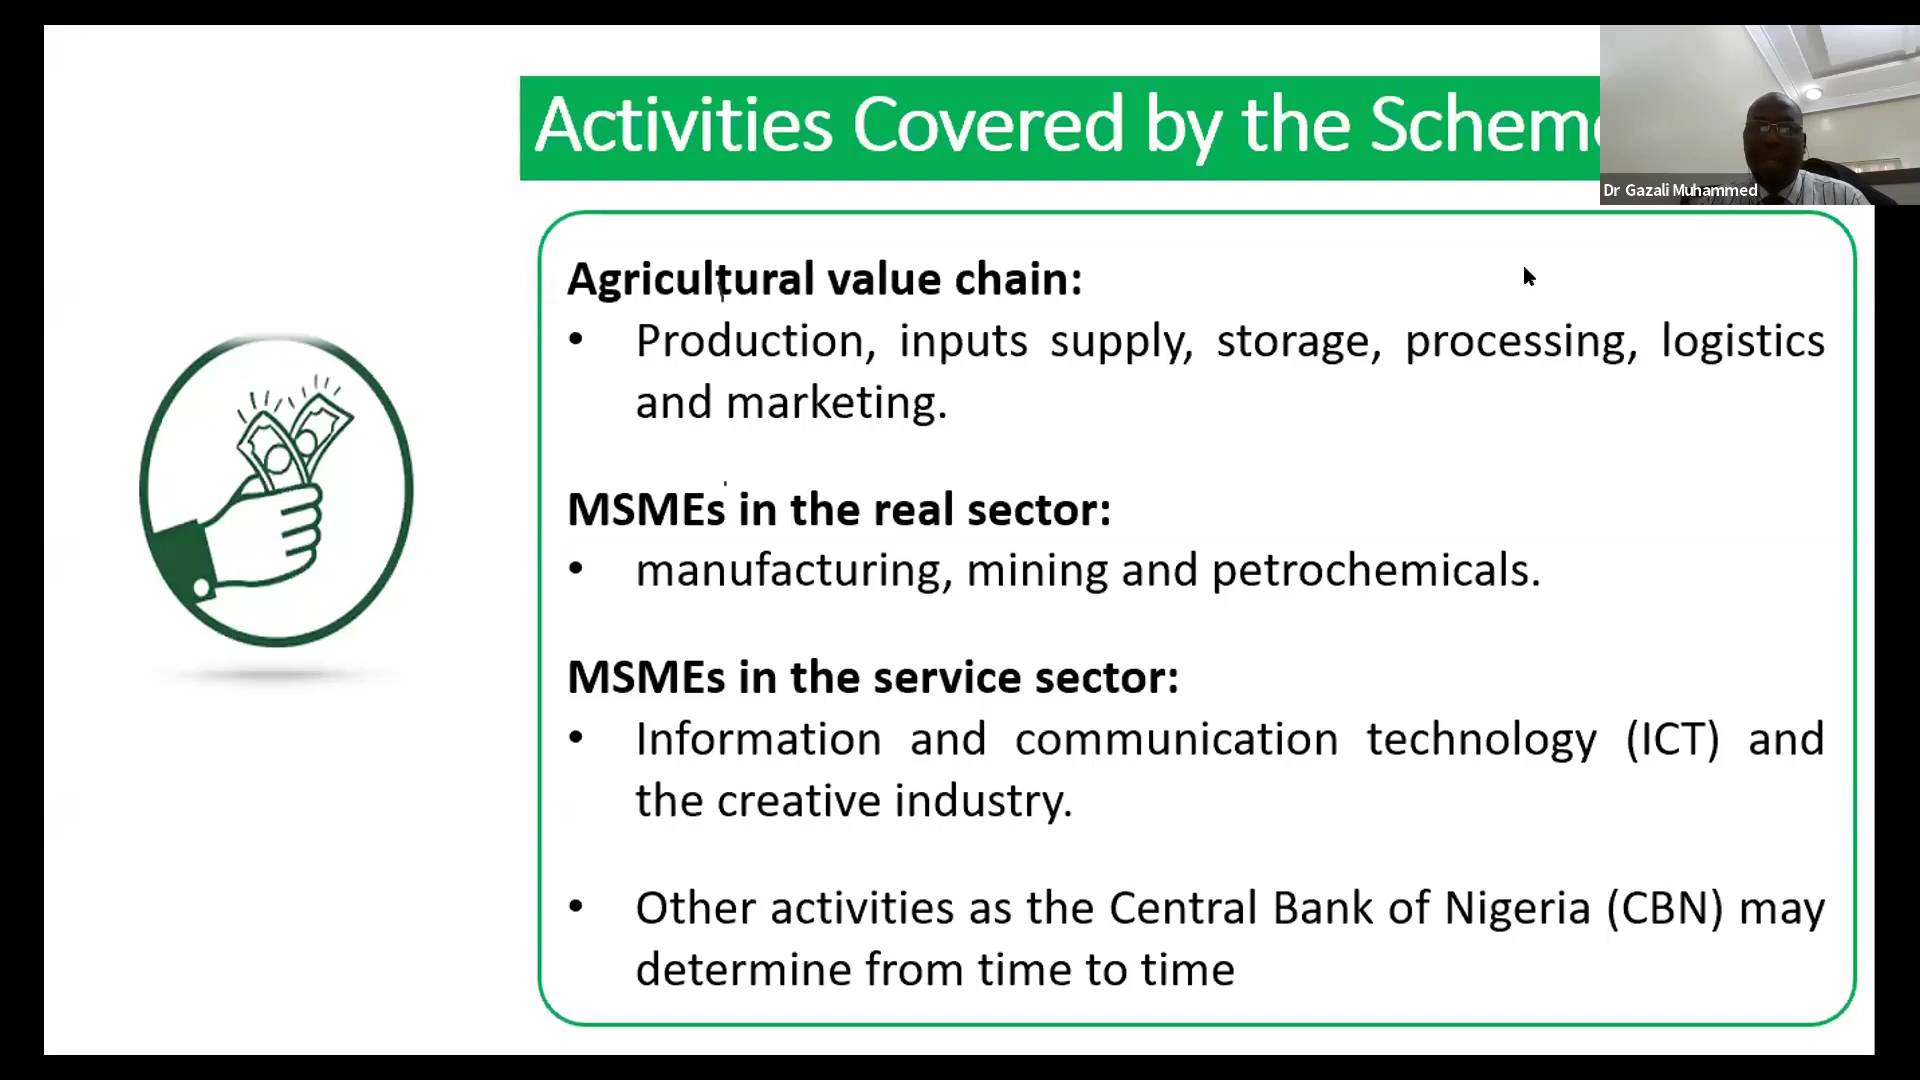 Activities Covered by the Scheme
Dr Gazali Muhammed
Agricultural value chain:
• Production, inputs supply, storage, processing, logistics
and marketing.
MSMEs in the real sector:
• manufacturing, mining and petrochemicals.
MSMEs in the service sector:
• Information and communication technology (ICT) and
the creative industry.
• Other activities as the Central Bank of Nigeria (CBN) may
determine from time to time